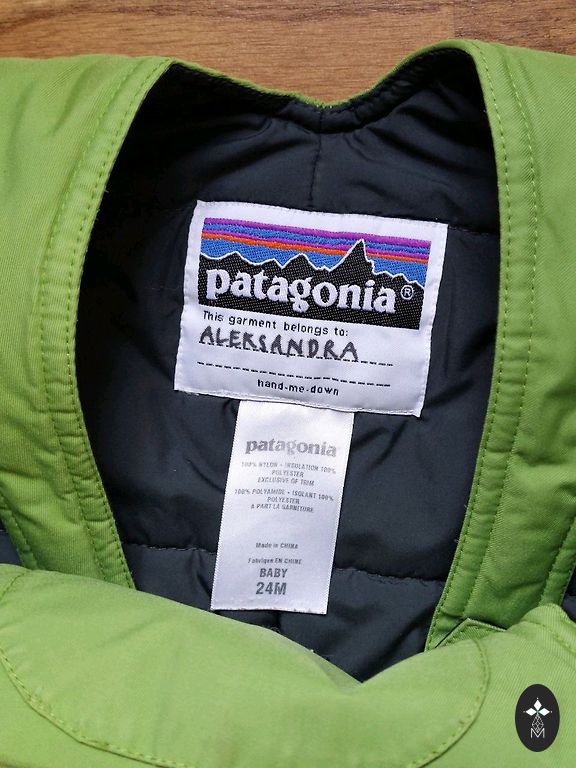 patagonia®
This garment belongs to:
ALEKSANDRA
hand-me-down
patagonia
100% NYLON • INSULATION 100%
POLYESTER
EXCLUSIVE OF TRIM
100% POLYAMIDE • ISOLANT 100%
POLYESTER
A PART LA GARNITURE
Made in CHINA
Fabriqué EN CHINE
BABY
24M
M